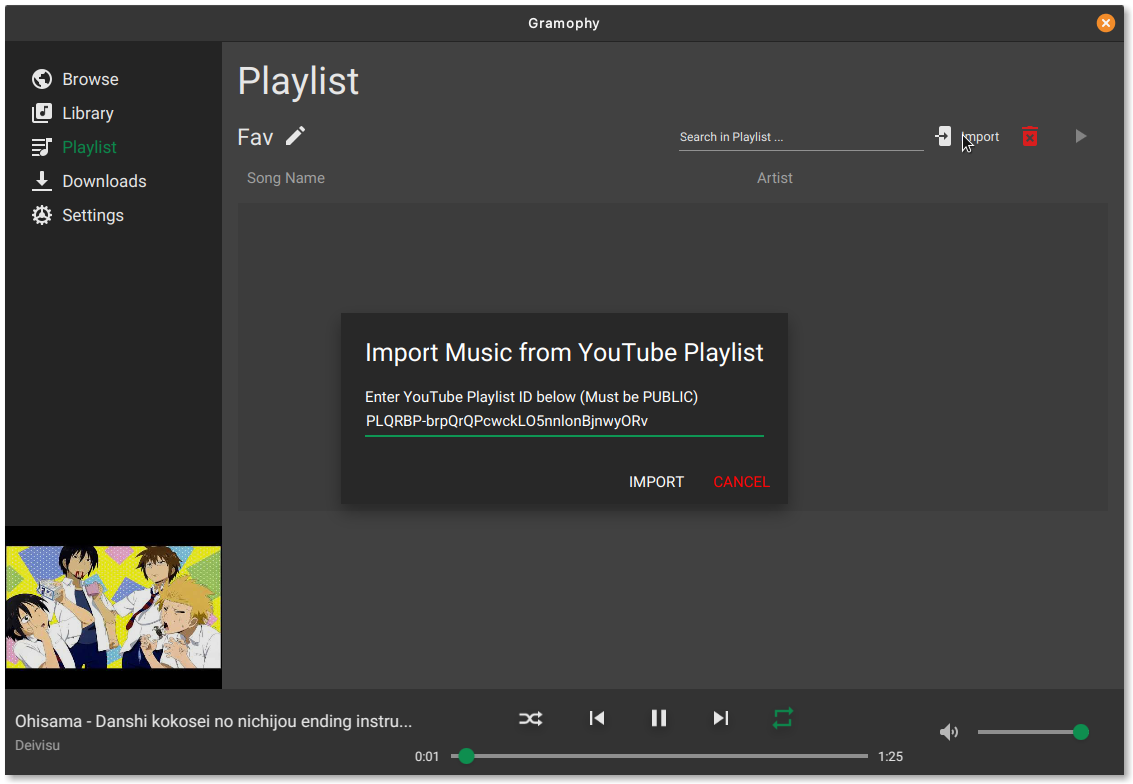 Gramophy
Browse
Library
Playlist
Downloads
Settings
Playlist
Fav
Search in Playlist ...
Import
Song Name
Artist
Import Music from YouTube Playlist
Enter YouTube Playlist ID below (Must be PUBLIC)
PLQRBP-brpQrQPcwckLO5nnlonBjnwyORv
IMPORT
CANCEL
Ohisama - Danshi kokosei no nichijou ending instru...
Deivisu
0:01
1:25